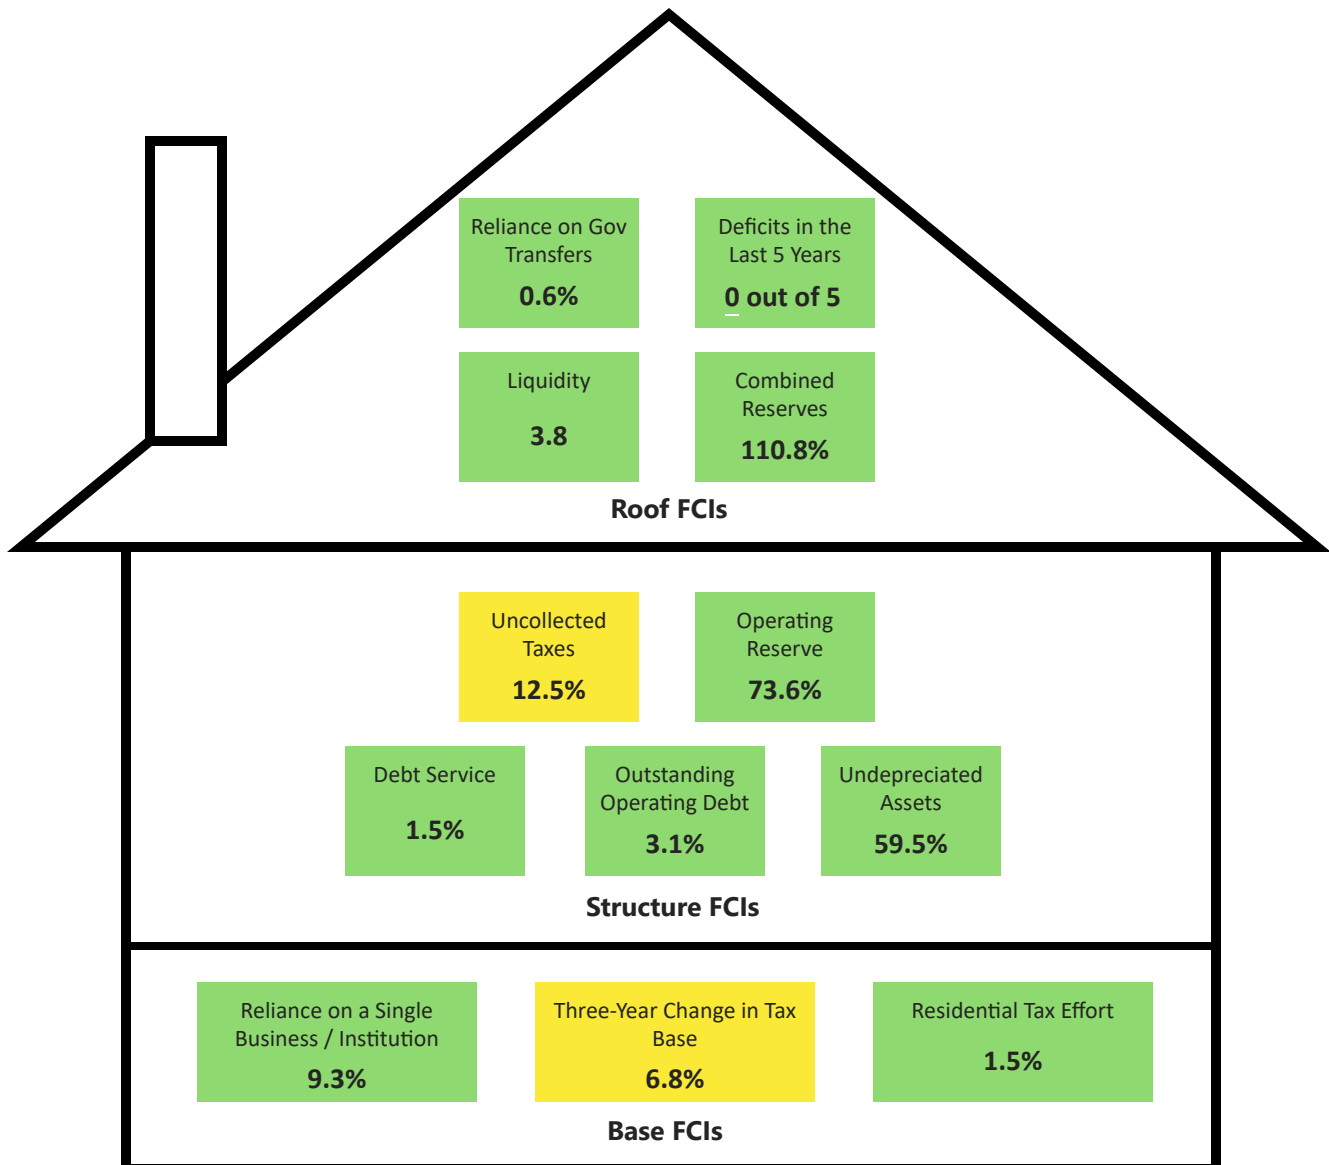 Reliance on Gov
Transfers
0.6%
Deficits in the
Last 5 Years
0 out of 5
Liquidity
3.8
Combined
Reserves
110.8%
Roof FCIs
Uncollected
Taxes
12.5%
Operating
Reserve
73.6%
Debt Service
1.5%
Outstanding
Operating Debt
3.1%
Undepreciated
Assets
59.5%
Structure FCIs
Reliance on a Single
Business / Institution
9.3%
Three-Year Change in Tax
Base
6.8%
Residential Tax Effort
1.5%
Base FCIs